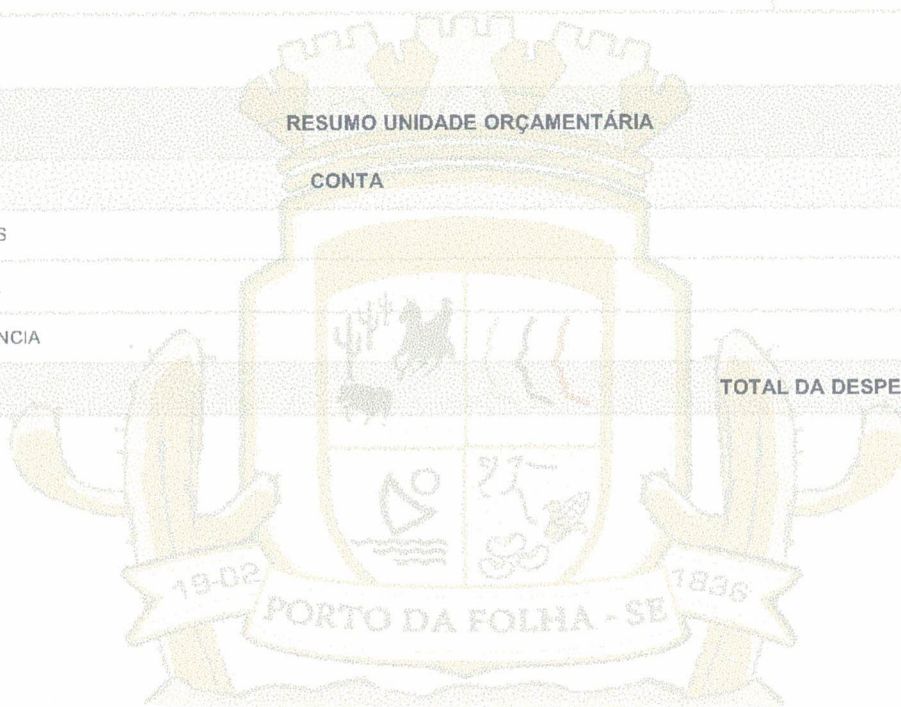 RESUMO UNIDADE ORÇAMENTÁRIA
CONTA
S
NCIA
TOTAL DA DESPE
19-02
1836
PORTO DA FOLHA - SE